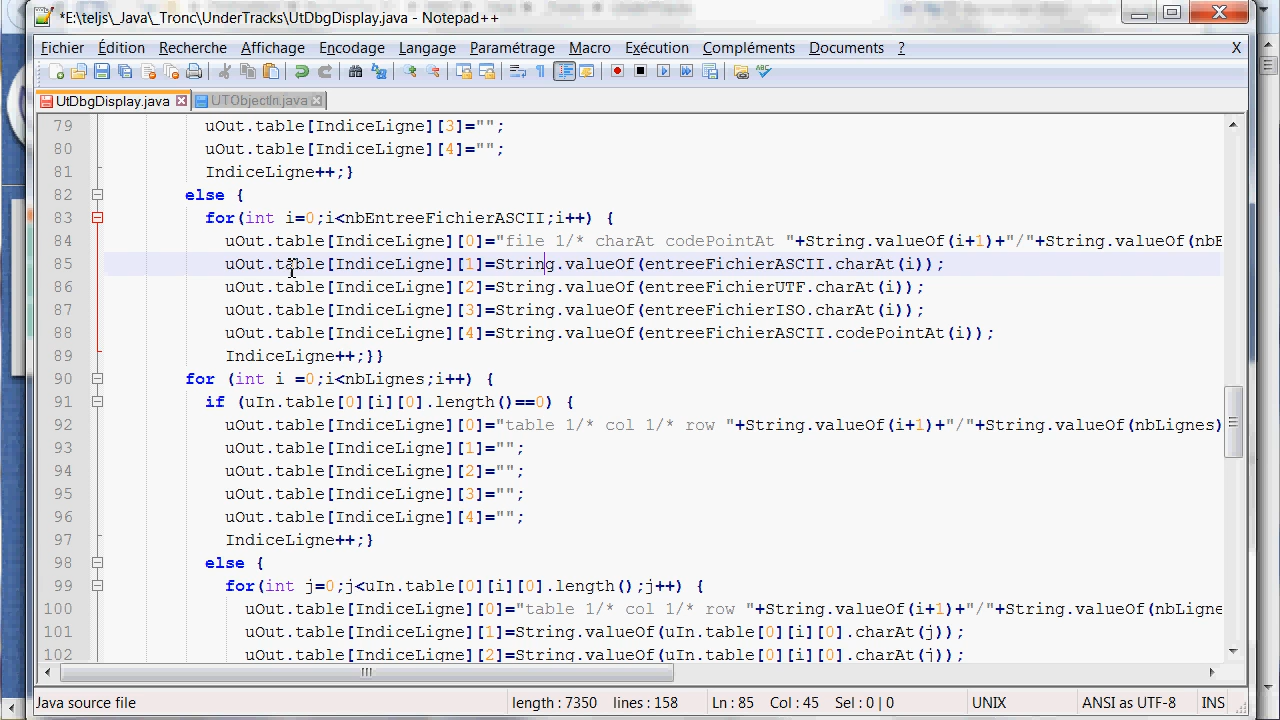 *E:\teljs\_Java\_Tronc\UnderTracks\UtDbgDisplay.java - Notepad++
Fichier Édition Recherche Affichage Encodage Langage Paramétrage Macro Exécution Compléments Documents ? X
UtDbgDisplay.java UTObjectIn.java
79 uOut.table[IndiceLigne][3]="";
80 uOut.table[IndiceLigne][4]="";
81 IndiceLigne++;}
82 else {
83 for(int i=0;i<nbEntreeFichierASCII;i++) {
84 uOut.table[IndiceLigne][0]="file 1/* charAt codePointAt "+String.valueOf(i+1)+"/"+String.valueOf(nbE
85 uOut.table[IndiceLigne][1]=String.valueOf(entreeFichierASCII.charAt(i));
86 uOut.table[IndiceLigne][2]=String.valueOf(entreeFichierUTF.charAt(i));
87 uOut.table[IndiceLigne][3]=String.valueOf(entreeFichierISO.charAt(i));
88 uOut.table[IndiceLigne][4]=String.valueOf(entreeFichierASCII.codePointAt(i));
89 IndiceLigne++;}}
90 for (int i =0;i<nbLignes;i++) {
91 if (uIn.table[0][i][0].length()==0) {
92 uOut.table[IndiceLigne][0]="table 1/* col 1/* row "+String.valueOf(i+1)+"/"+String.valueOf(nbLignes)
93 uOut.table[IndiceLigne][1]="";
94 uOut.table[IndiceLigne][2]="";
95 uOut.table[IndiceLigne][3]="";
96 uOut.table[IndiceLigne][4]="";
97 IndiceLigne++;}
98 else {
99 for(int j=0;j<uIn.table[0][i][0].length();j++) {
100 uOut.table[IndiceLigne][0]="table 1/* col 1/* row "+String.valueOf(i+1)+"/"+String.valueOf(nbLigne
101 uOut.table[IndiceLigne][1]=String.valueOf(uIn.table[0][i][0].charAt(j));
102 uOut.table[IndiceLigne][2]=String.valueOf(uIn.table[0][i][0].charAt(j));
Java source file length : 7350 lines : 158 Ln : 85 Col : 45 Sel : 0 | 0 UNIX ANSI as UTF-8 INS